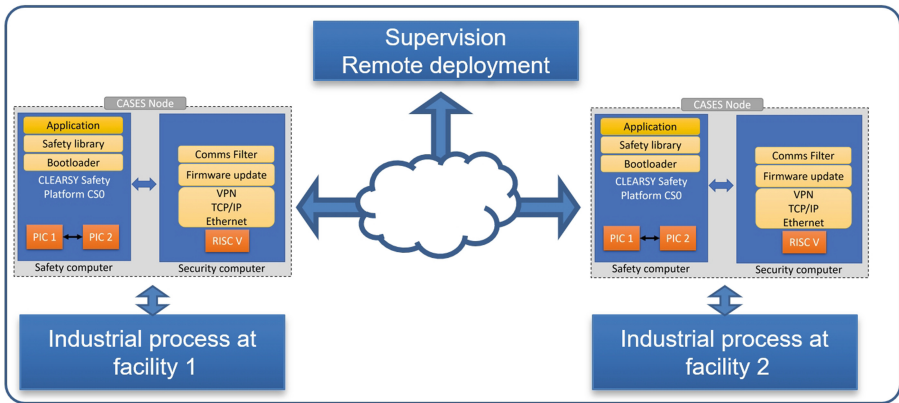 Supervision
Remote deployment
CASES Node
Application
Safety library
Bootloader
CLEARSY Safety
Platform CS0
PIC 1
PIC 2
Safety computer
Comms Filter
Firmware update
VPN
TCP/IP
Ethernet
RISC V
Security computer
Industrial process at
facility 1
CASES Node
Application
Safety library
Bootloader
CLEARSY Safety
Platform CS0
PIC 1
PIC 2
Safety computer
Comms Filter
Firmware update
VPN
TCP/IP
Ethernet
RISC V
Security computer
Industrial process at
facility 2